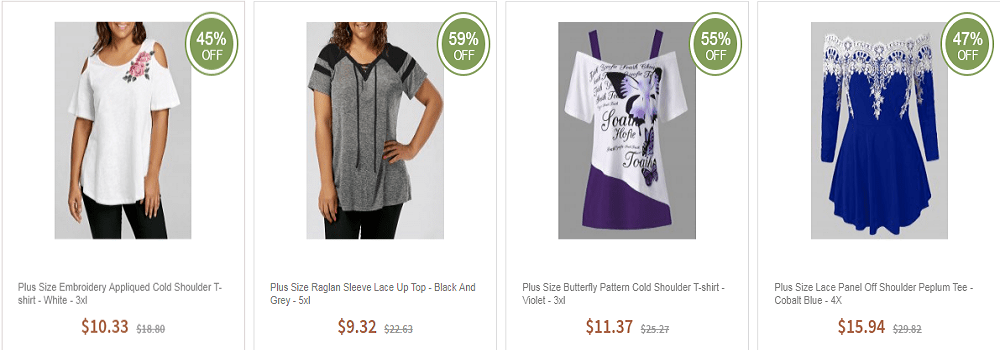 45%
OFF
59%
OFF
55%
OFF
47%
OFF
Soam
Hofie
Plus Size Embroidery Appliqued Cold Shoulder T-
shirt - White - 3xl
$10.33 $18.80
Plus Size Raglan Sleeve Lace Up Top - Black And
Grey - 5xl
$9.32 $22.63
Plus Size Butterfly Pattern Cold Shoulder T-shirt -
Violet - 3xl
$11.37 $25.27
Plus Size Lace Panel Off Shoulder Peplum Tee -
Cobalt Blue - 4X
$15.94 $29.82